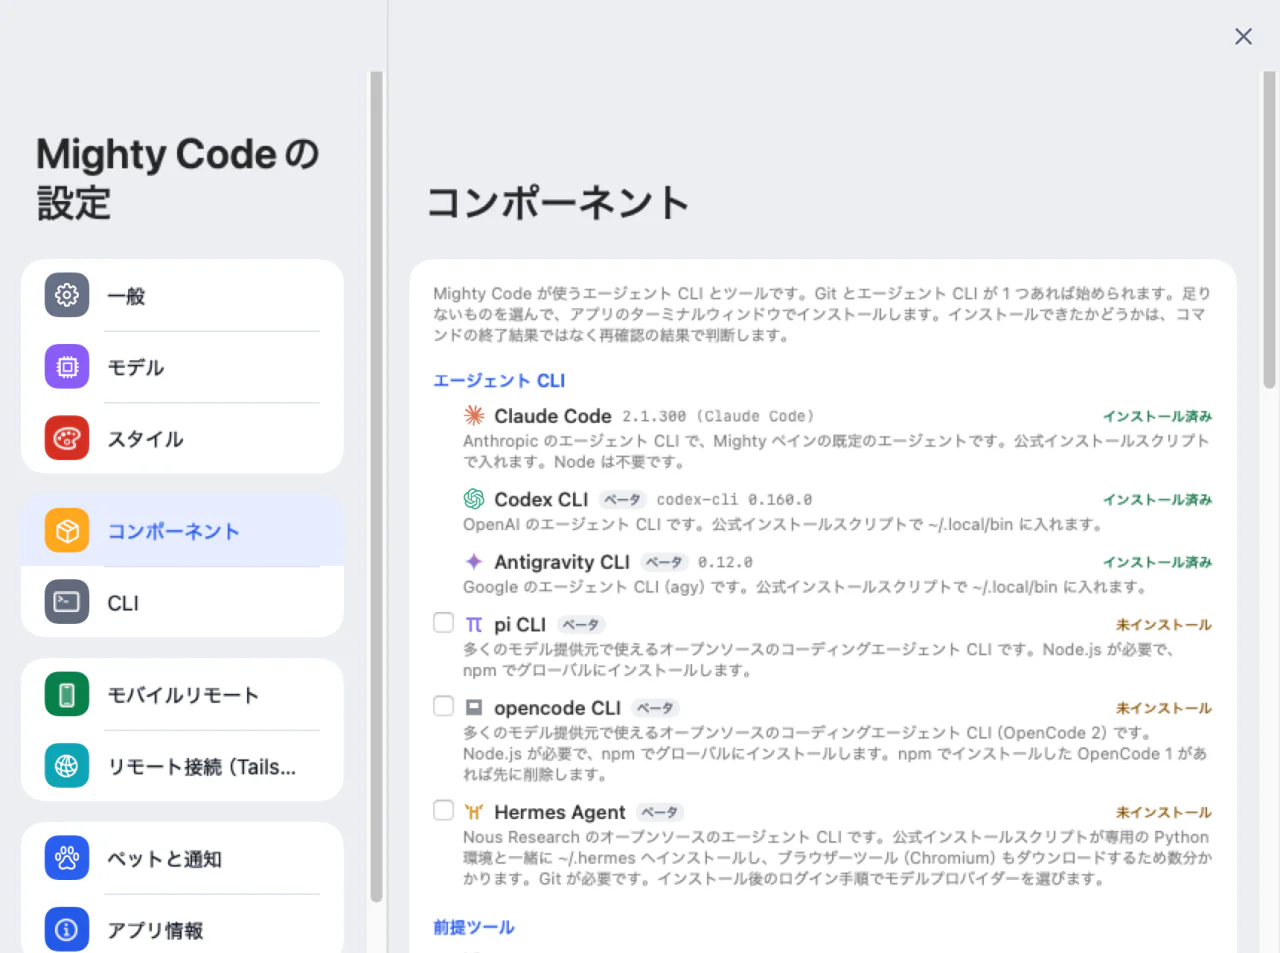 Mighty Code の
設定
一般
モデル
スタイル
コンポーネント
CLI
モバイルリモート
リモート接続 (Tails...
ペットと通知
アプリ情報
コンポーネント
Mighty Code が使うエージェント CLI とツールです。Git とエージェント CLI が 1 つあれば始められます。足り
ないものを選んで、アプリのターミナルウィンドウでインストールします。インストールできたかどうかは、コマ
ンドの終了結果ではなく再確認の結果で判断します。
エージェント CLI
Claude Code 2.1.300 (Claude Code) インストール済み
Anthropic のエージェント CLI で、Mighty ペインの既定のエージェントです。公式インストールスクリプト
で入れます。Node は不要です。
Codex CLI ベータ codex-cli 0.160.0 インストール済み
OpenAI のエージェント CLI です。公式インストールスクリプトで ~/.local/bin に入れます。
Antigravity CLI ベータ 0.12.0 インストール済み
Google のエージェント CLI (agy) です。公式インストールスクリプトで ~/.local/bin に入れます。
pi CLI ベータ 未インストール
多くのモデル提供元で使えるオープンソースのコーディングエージェント CLI です。Node.js が必要で、
npm でグローバルにインストールします。
opencode CLI ベータ 未インストール
多くのモデル提供元で使えるオープンソースのコーディングエージェント CLI (OpenCode 2) です。
Node.js が必要で、npm でグローバルにインストールします。npm でインストールした OpenCode 1 があ
れば先に削除します。
Hermes Agent ベータ 未インストール
Nous Research のオープンソースのエージェント CLI です。公式インストールスクリプトが専用の Python
環境と一緒に ~/.hermes へインストールし、ブラウザーツール (Chromium) もダウンロードするため数分か
かります。Git が必要です。インストール後のログイン手順でモデルプロバイダーを選びます。
前提ツール